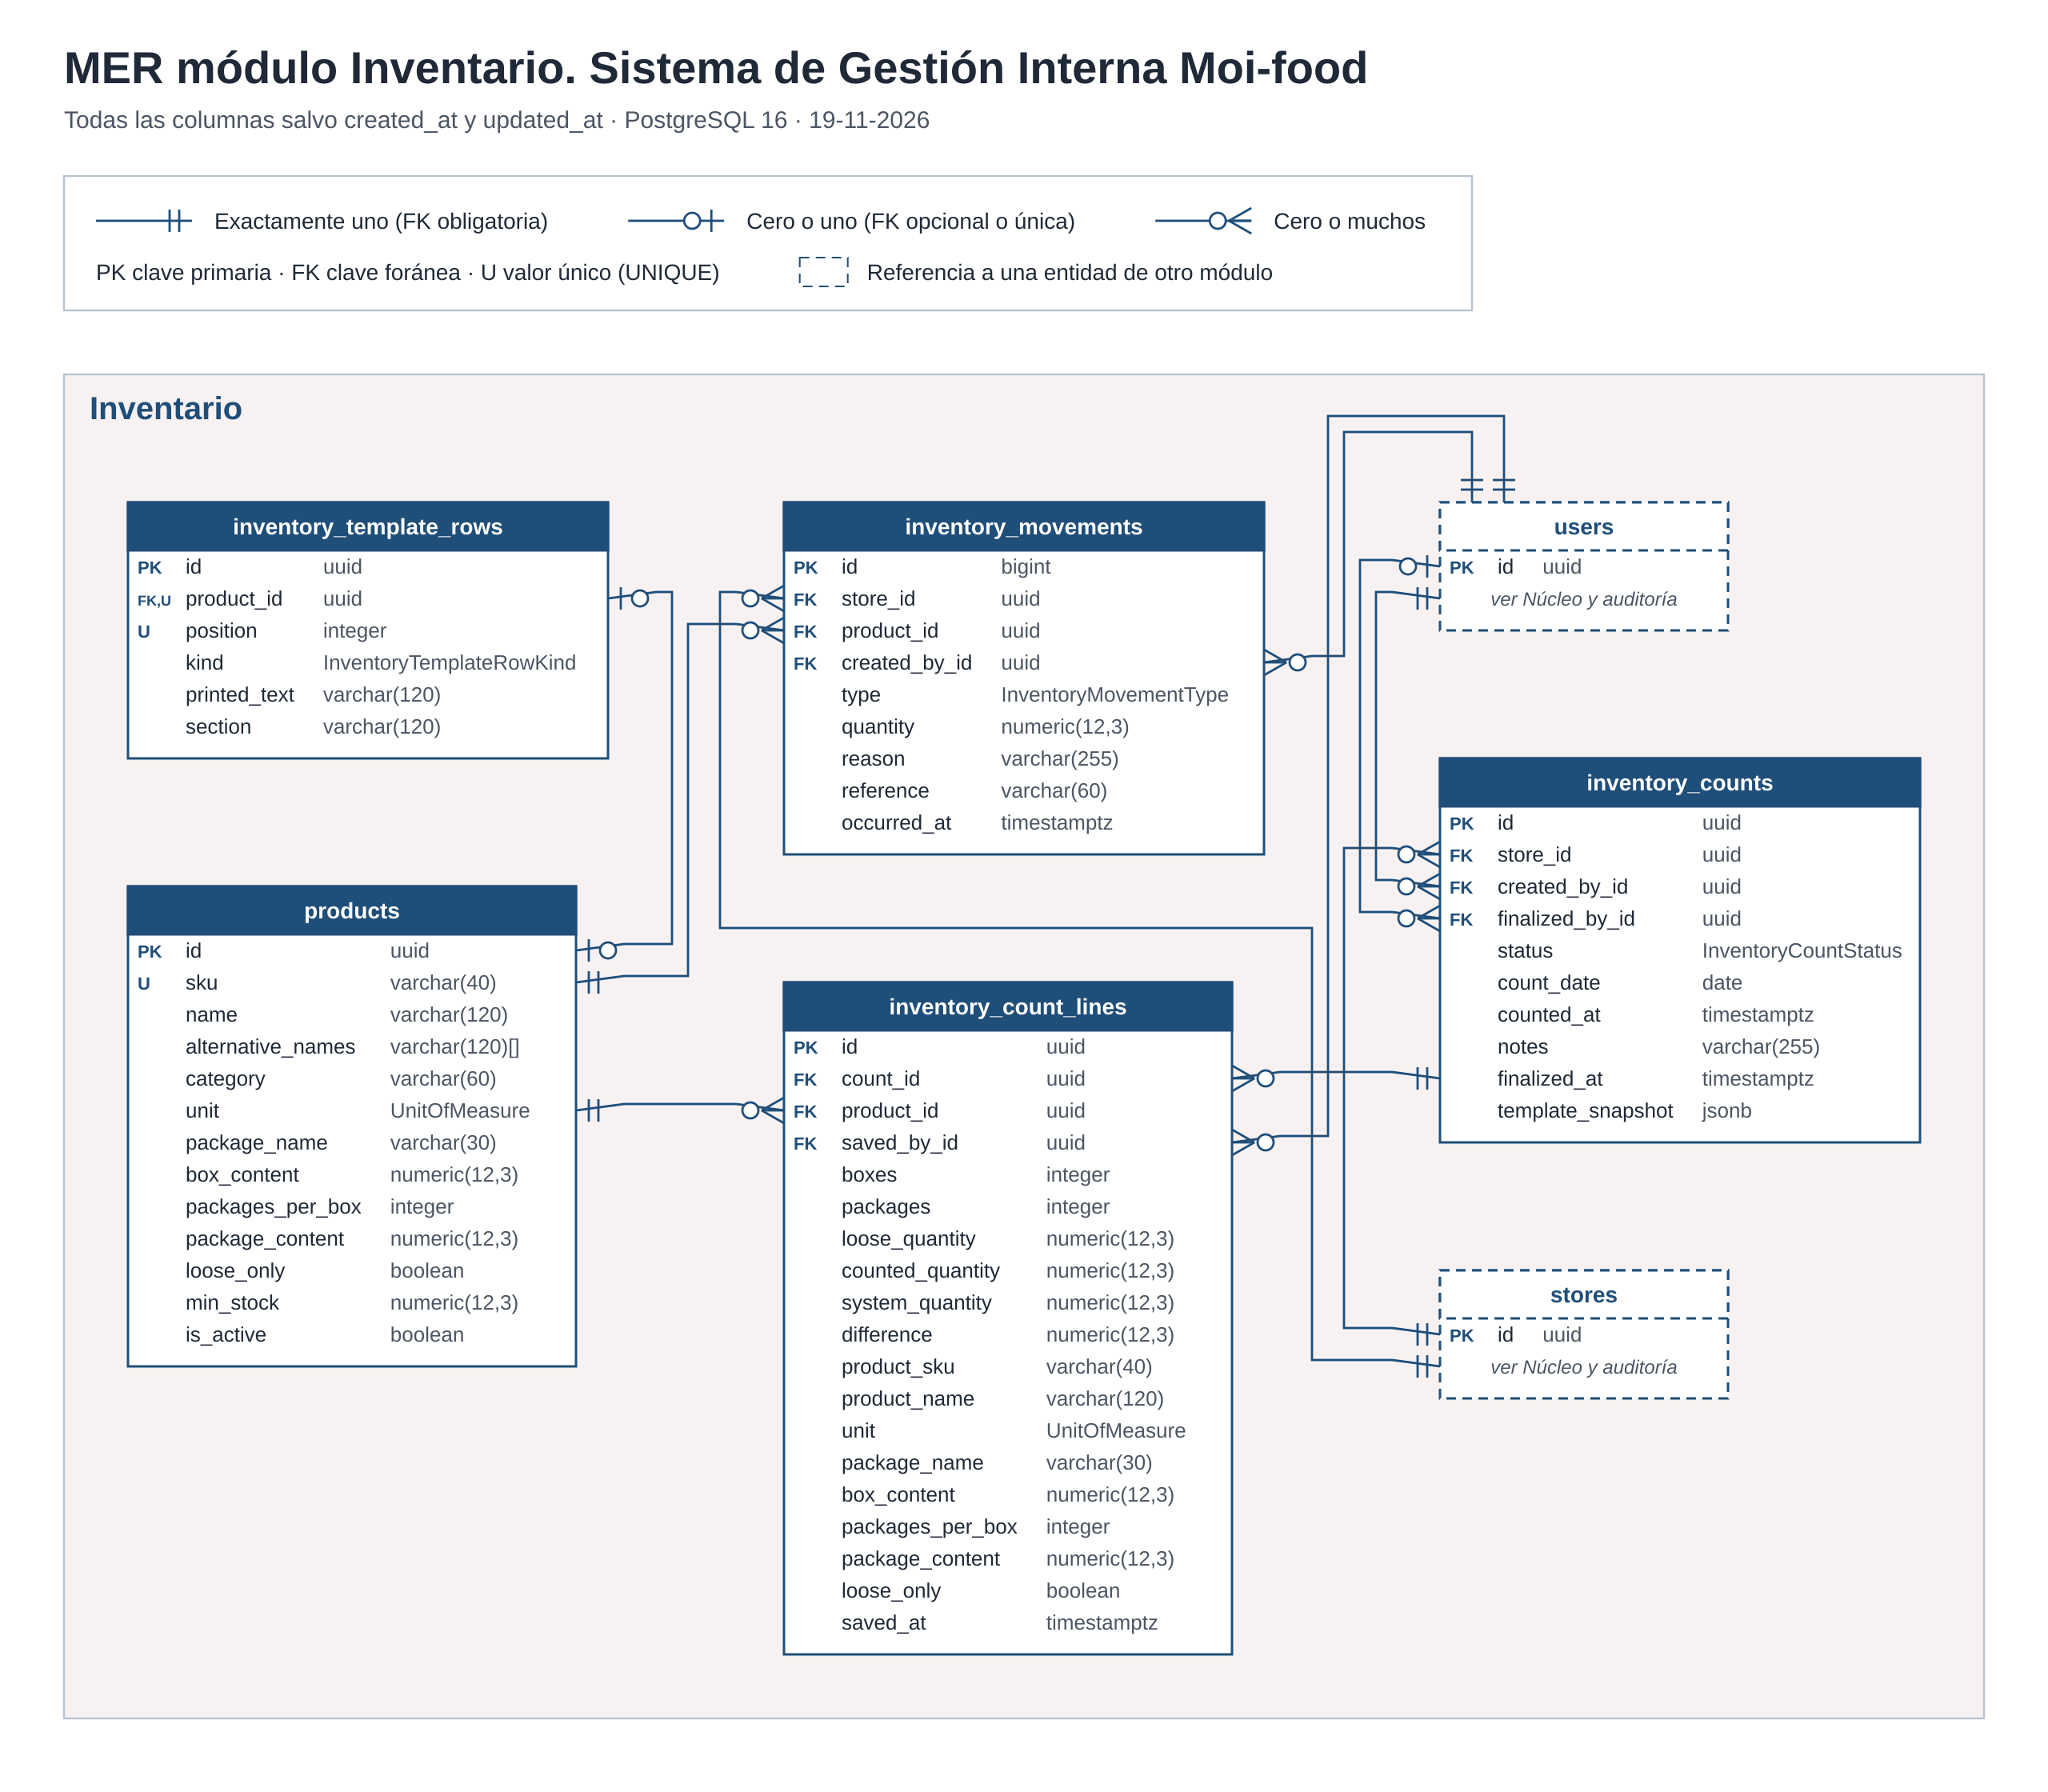 MER módulo Inventario. Sistema de Gestión Interna Moi-food
Todas las columnas salvo created_at y updated_at · PostgreSQL 16 · 19-11-2026
Exactamente uno (FK obligatoria)
Cero o uno (FK opcional o única)
Cero o muchos
PK clave primaria · FK clave foránea · U valor único (UNIQUE)
Referencia a una entidad de otro módulo
Inventario
inventory_template_rows
PK id uuid
FK,U product_id uuid
U position integer
kind InventoryTemplateRowKind
printed_text varchar(120)
section varchar(120)
inventory_movements
PK id bigint
FK store_id uuid
FK product_id uuid
FK created_by_id uuid
type InventoryMovementType
quantity numeric(12,3)
reason varchar(255)
reference varchar(60)
occurred_at timestamptz
users
PK id uuid
ver Núcleo y auditoría
inventory_counts
PK id uuid
FK store_id uuid
FK created_by_id uuid
FK finalized_by_id uuid
status InventoryCountStatus
count_date date
counted_at timestamptz
notes varchar(255)
finalized_at timestamptz
template_snapshot jsonb
products
PK id uuid
U sku varchar(40)
name varchar(120)
alternative_names varchar(120)[]
category varchar(60)
unit UnitOfMeasure
package_name varchar(30)
box_content numeric(12,3)
packages_per_box integer
package_content numeric(12,3)
loose_only boolean
min_stock numeric(12,3)
is_active boolean
inventory_count_lines
PK id uuid
FK count_id uuid
FK product_id uuid
FK saved_by_id uuid
boxes integer
packages integer
loose_quantity numeric(12,3)
counted_quantity numeric(12,3)
system_quantity numeric(12,3)
difference numeric(12,3)
product_sku varchar(40)
product_name varchar(120)
unit UnitOfMeasure
package_name varchar(30)
box_content numeric(12,3)
packages_per_box integer
package_content numeric(12,3)
loose_only boolean
saved_at timestamptz
stores
PK id uuid
ver Núcleo y auditoría